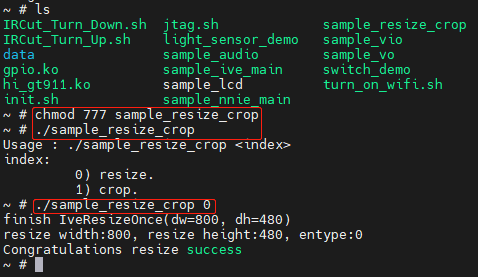 ~ # ls
IRCut_Turn_Down.sh  jtag.sh             sample_resize_crop
IRCut_Turn_Up.sh    light_sensor_demo   sample_vio
data                sample_audio        sample_vo
gpio.ko             sample_ive_main     switch_demo
hi_gt911.ko         sample_lcd          turn_on_wifi.sh
init.sh             sample_nnie_main
~ # chmod 777 sample_resize_crop
~ # ./sample_resize_crop
Usage : ./sample_resize_crop <index>
index:
         0) resize.
         1) crop.
~ # ./sample_resize_crop 0
finish IveResizeOnce(dw=800, dh=480)
resize width:800, resize height:480, entype:0
Congratulations resize success
~ #